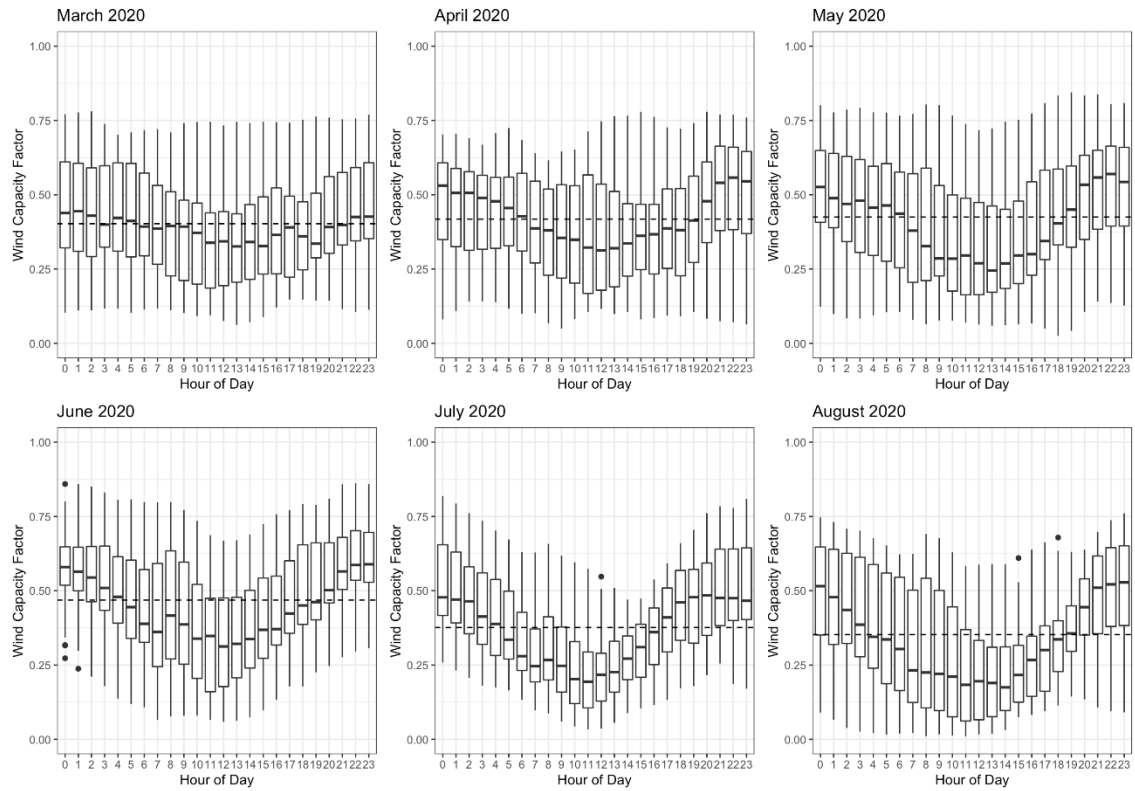 March 2020 April 2020 May 2020
1.00 1.00 1.00
0.75 0.75 0.75
Wind Capacity Factor Wind Capacity Factor Wind Capacity Factor
0.50 0.50 0.50
0.25 0.25 0.25
0.00 0.00 0.00
0 1 2 3 4 5 6 7 8 9 10 11 12 13 14 15 16 17 18 19 20 21 22 23 0 1 2 3 4 5 6 7 8 9 10 11 12 13 14 15 16 17 18 19 20 21 22 23 0 1 2 3 4 5 6 7 8 9 10 11 12 13 14 15 16 17 18 19 20 21 22 23
Hour of Day Hour of Day Hour of Day
June 2020 July 2020 August 2020
1.00 1.00 1.00
0.75 0.75 0.75
Wind Capacity Factor Wind Capacity Factor Wind Capacity Factor
0.50 0.50 0.50
0.25 0.25 0.25
0.00 0.00 0.00
0 1 2 3 4 5 6 7 8 9 10 11 12 13 14 15 16 17 18 19 20 21 22 23 0 1 2 3 4 5 6 7 8 9 10 11 12 13 14 15 16 17 18 19 20 21 22 23 0 1 2 3 4 5 6 7 8 9 10 11 12 13 14 15 16 17 18 19 20 21 22 23
Hour of Day Hour of Day Hour of Day